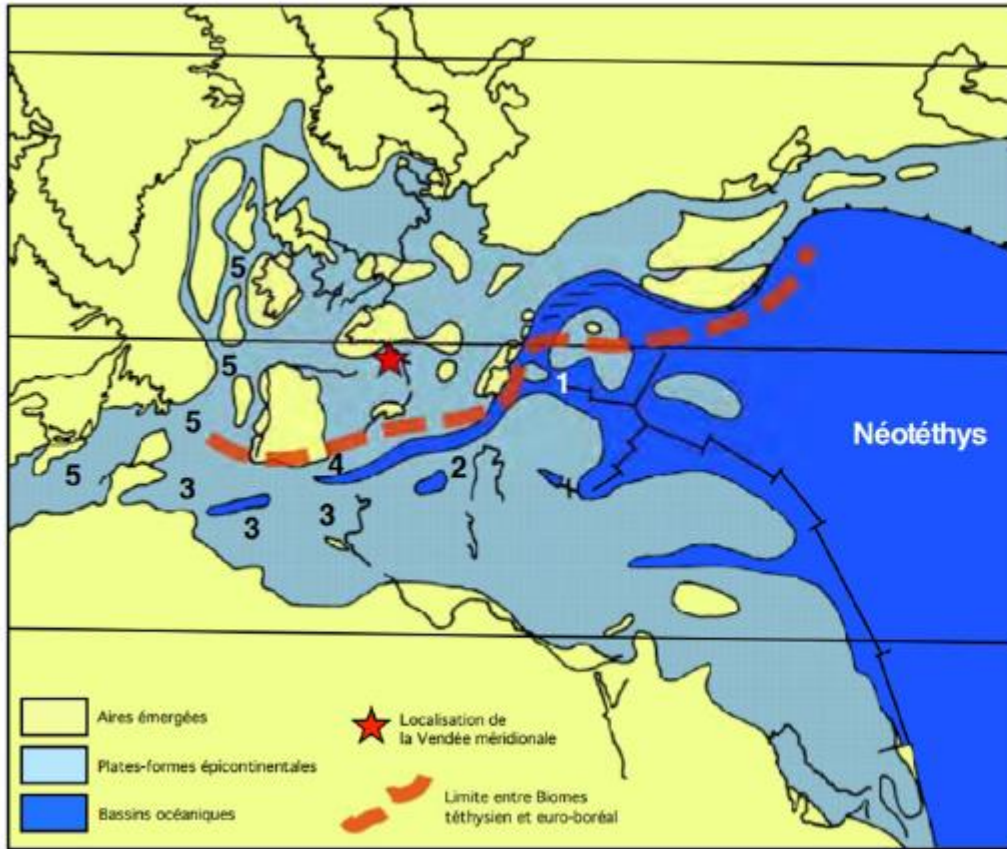 5
5
5
5
1
Néotéthys
4
2
3
3
3
Aires émergées
Plates-formes épicontinentales
Bassins océaniques
Localisation de
la Vendée méridionale
Limite entre Biomes
téthysien et euro-boréal